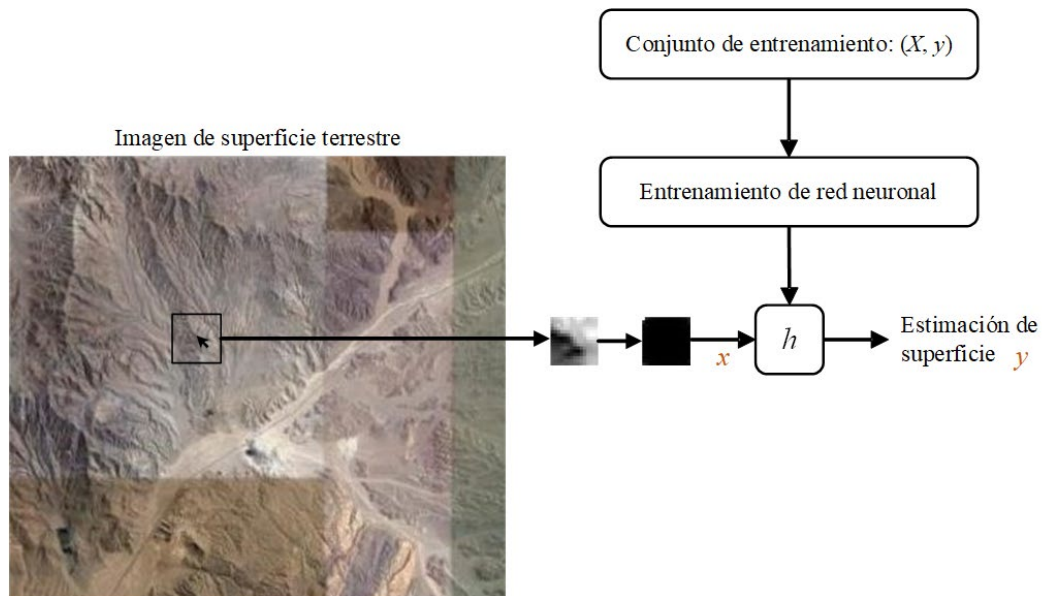 Conjunto de entrenamiento: (X, y)
Imagen de superficie terrestre
Entrenamiento de red neuronal
x
h
Estimación de
superficie y